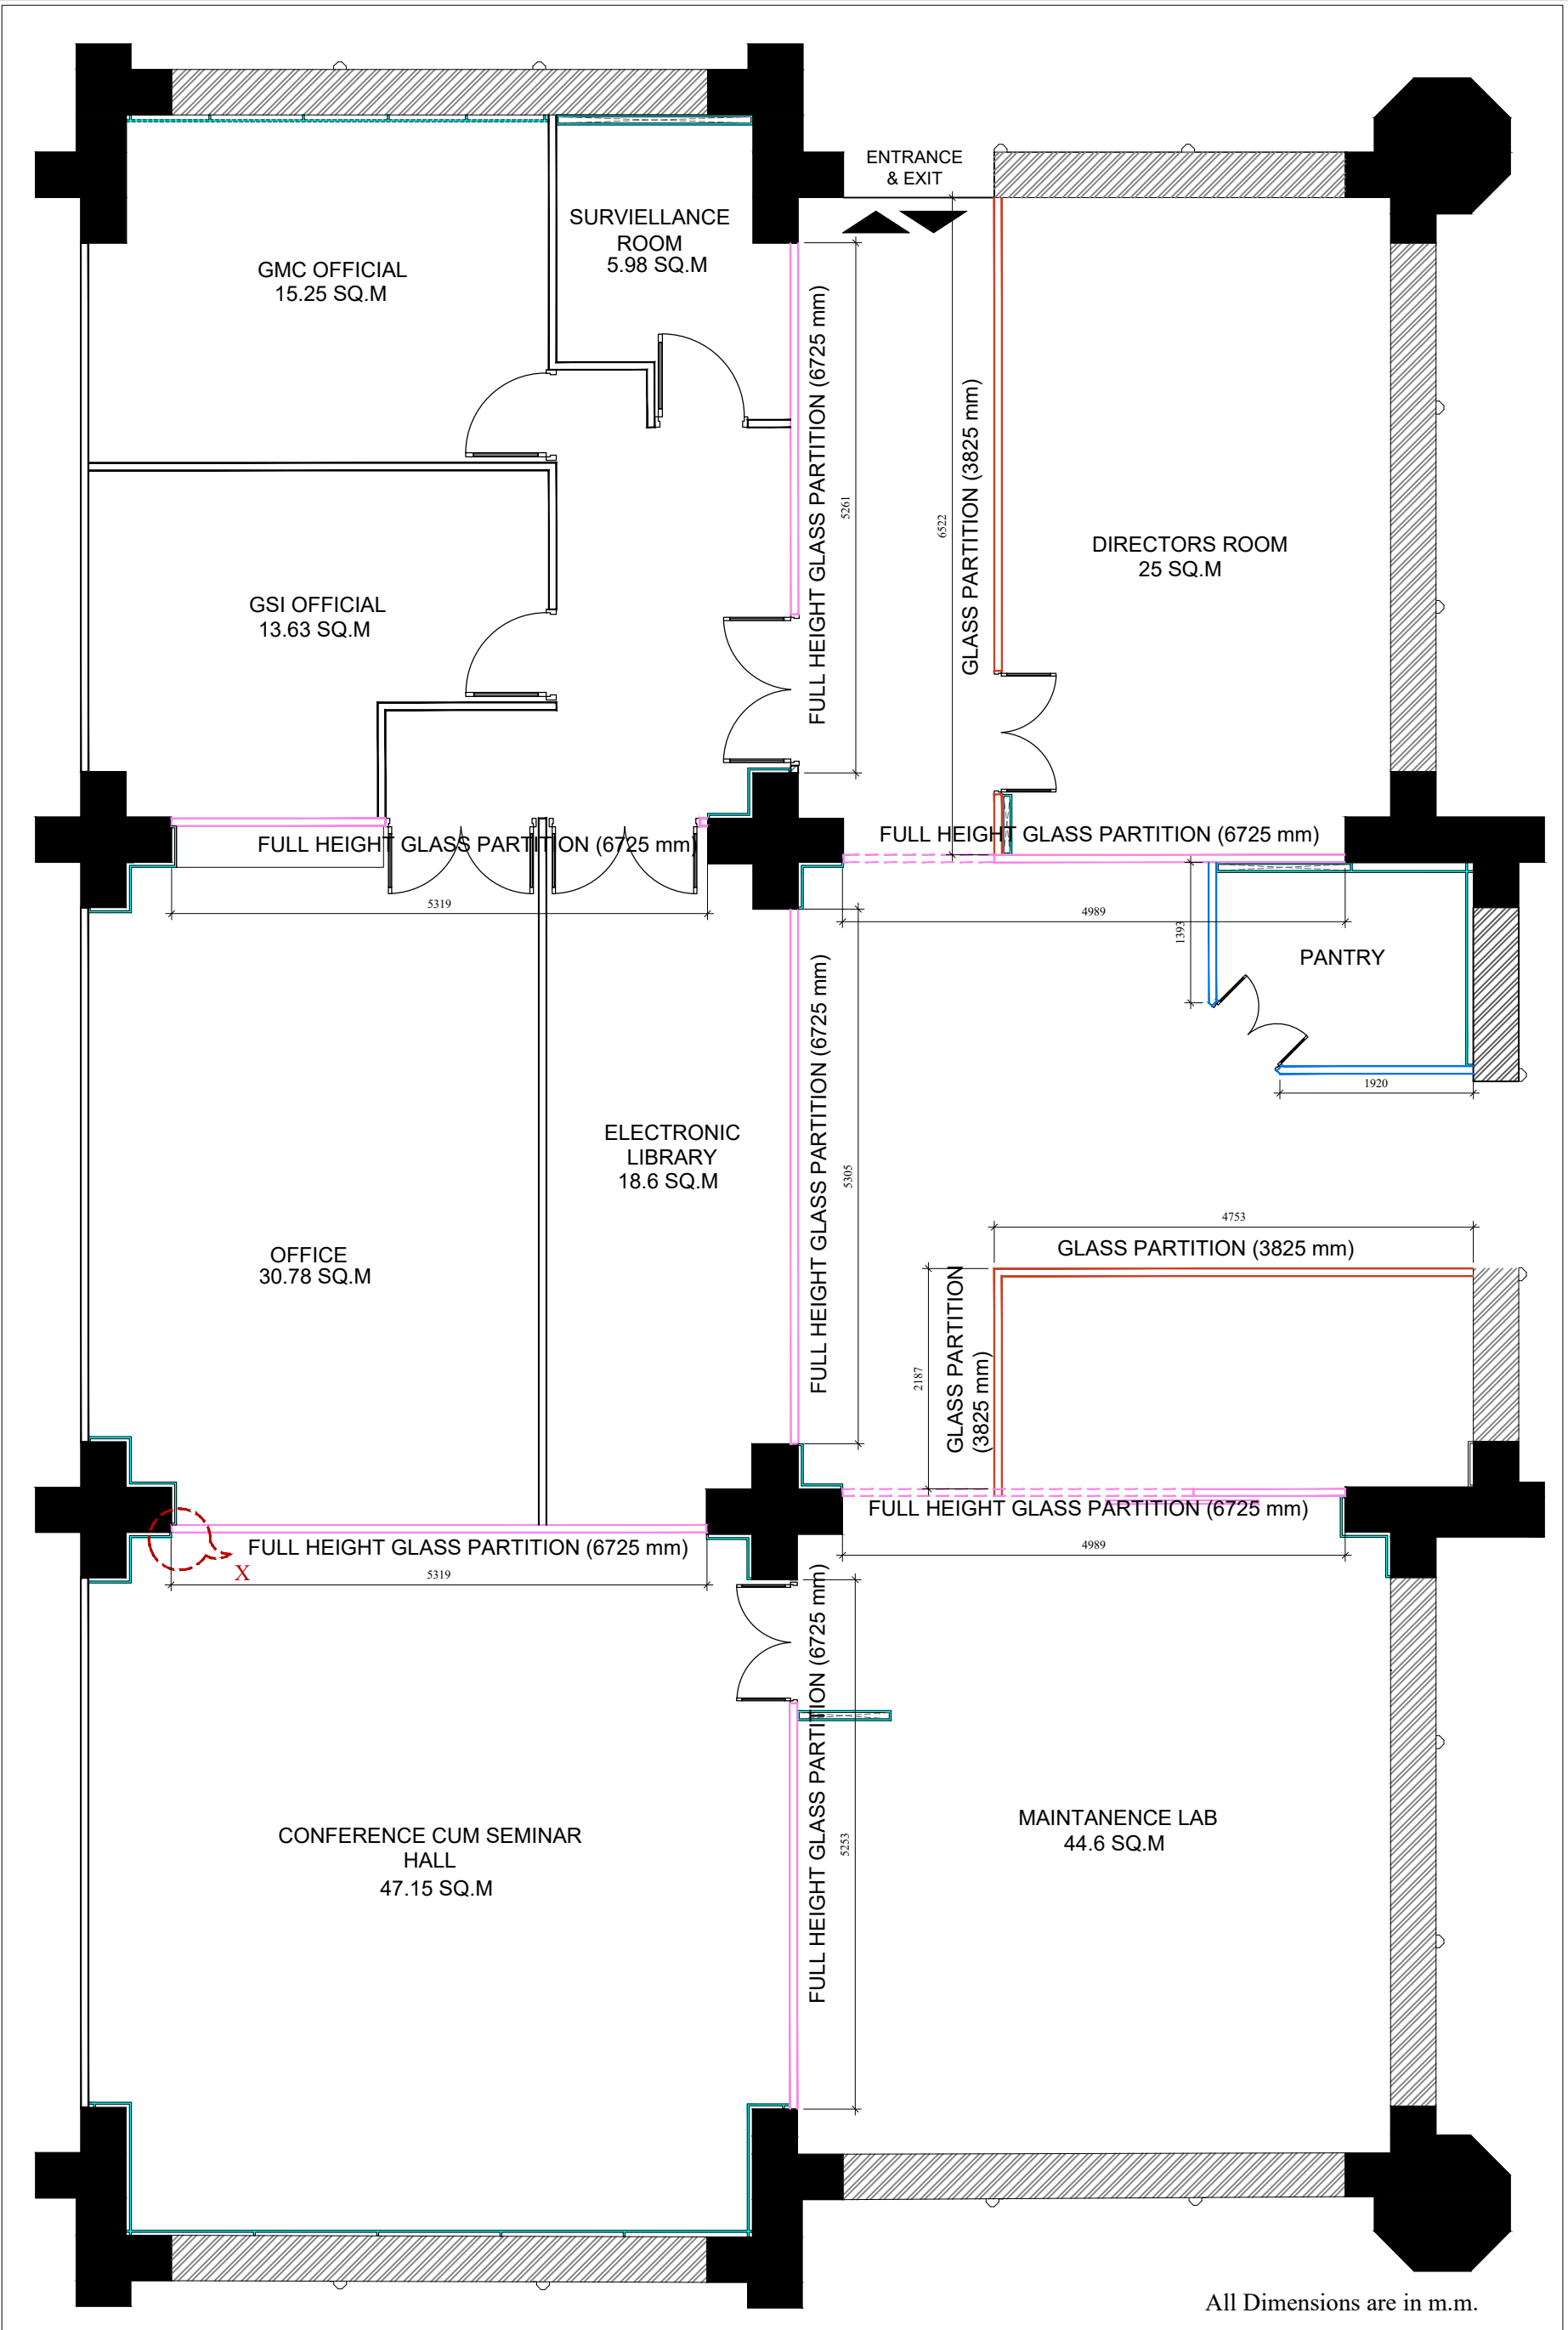 ENTRANCE
& EXIT
SURVIELLANCE
ROOM
5.98 SQ.M
GMC OFFICIAL
15.25 SQ.M
FULL HEIGHT GLASS PARTITION (6725 mm)
5261
6522
GLASS PARTITION (3825 mm)
DIRECTORS ROOM
25 SQ.M
GSI OFFICIAL
13.63 SQ.M
FULL HEIGHT GLASS PARTITION (6725 mm)
5319
FULL HEIGHT GLASS PARTITION (6725 mm)
4989
1393
PANTRY
1920
FULL HEIGHT GLASS PARTITION (6725 mm)
5305
ELECTRONIC
LIBRARY
18.6 SQ.M
OFFICE
30.78 SQ.M
4753
GLASS PARTITION (3825 mm)
2187
GLASS PARTITION
(3825 mm)
FULL HEIGHT GLASS PARTITION (6725 mm)
4989
FULL HEIGHT GLASS PARTITION (6725 mm)
X
5319
FULL HEIGHT GLASS PARTITION (6725 mm)
5253
CONFERENCE CUM SEMINAR
HALL
47.15 SQ.M
MAINTANENCE LAB
44.6 SQ.M
All Dimensions are in m.m.